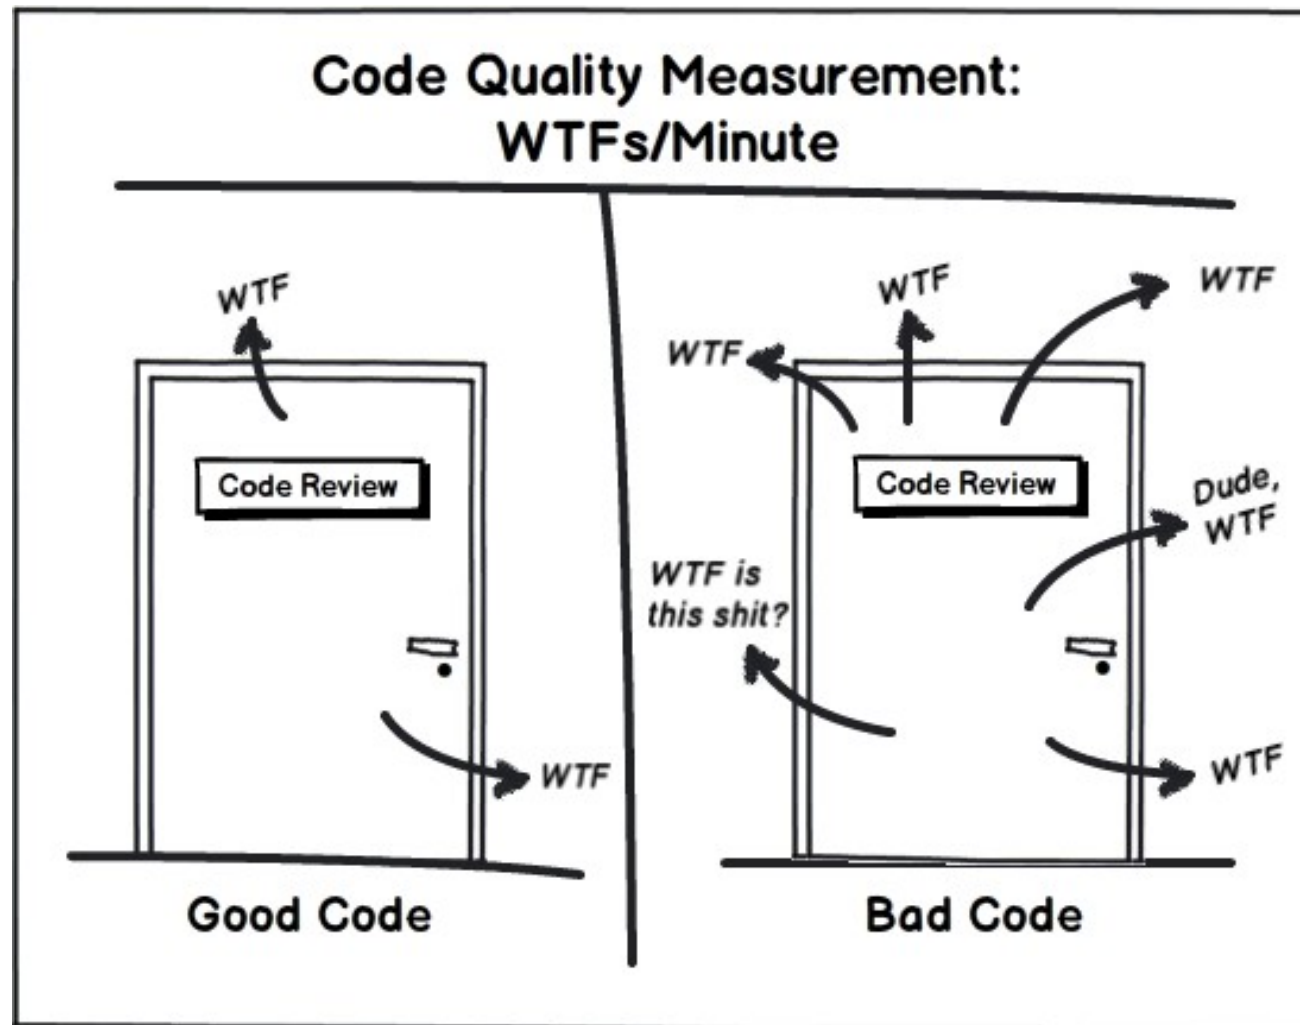 Code Quality Measurement:
WTFs/Minute
WTF
Code Review
WTF
Good Code
WTF
WTF
WTF
Code Review
Dude,
WTF
WTF is
this shit?
WTF
Bad Code